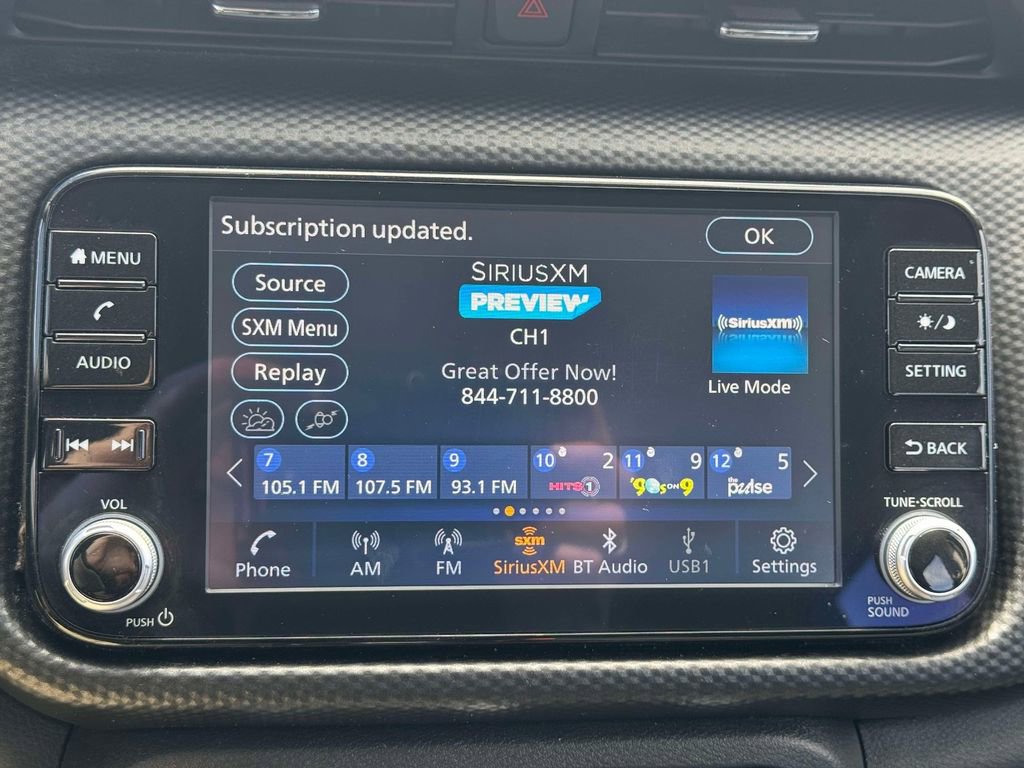 Subscription updated.
OK
MENU
AUDIO
VOL
PUSH
Source
SXM Menu
Replay
SIRIUSXM
PREVIEW
CH1
Great Offer Now!
844-711-8800
((SiriusXM))
Live Mode
7
105.1 FM
8
107.5 FM
9
93.1 FM
10 2
HITS 1
11 9
'90s ON 9
12 5
the pulse
Phone
AM
FM
sxm
SiriusXM
BT Audio
USB1
Settings
CAMERA
SETTING
BACK
TUNE·SCROLL
PUSH
SOUND